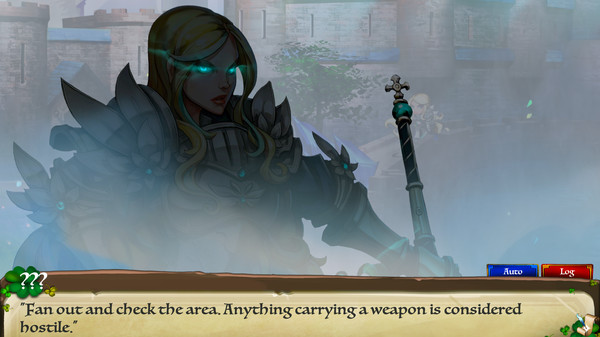 Auto
Log
???
"Fan out and check the area. Anything carrying a weapon is considered
hostile."